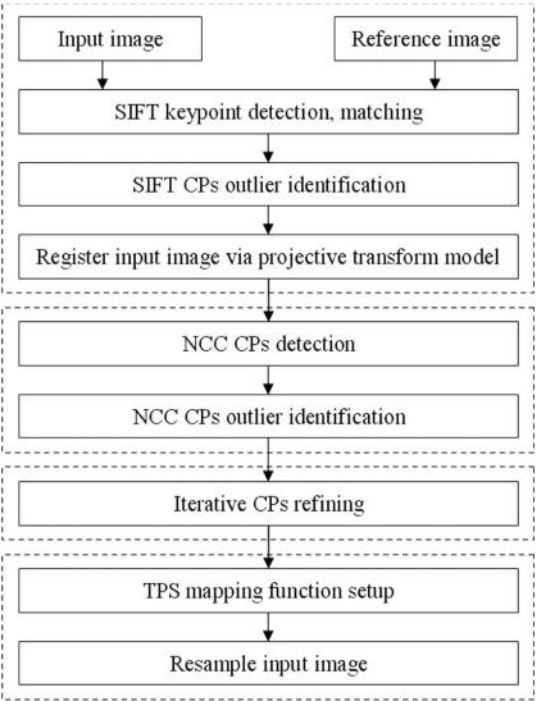 Input image
Reference image
SIFT keypoint detection, matching
SIFT CPs outlier identification
Register input image via projective transform model
NCC CPs detection
NCC CPs outlier identification
Iterative CPs refining
TPS mapping function setup
Resample input image